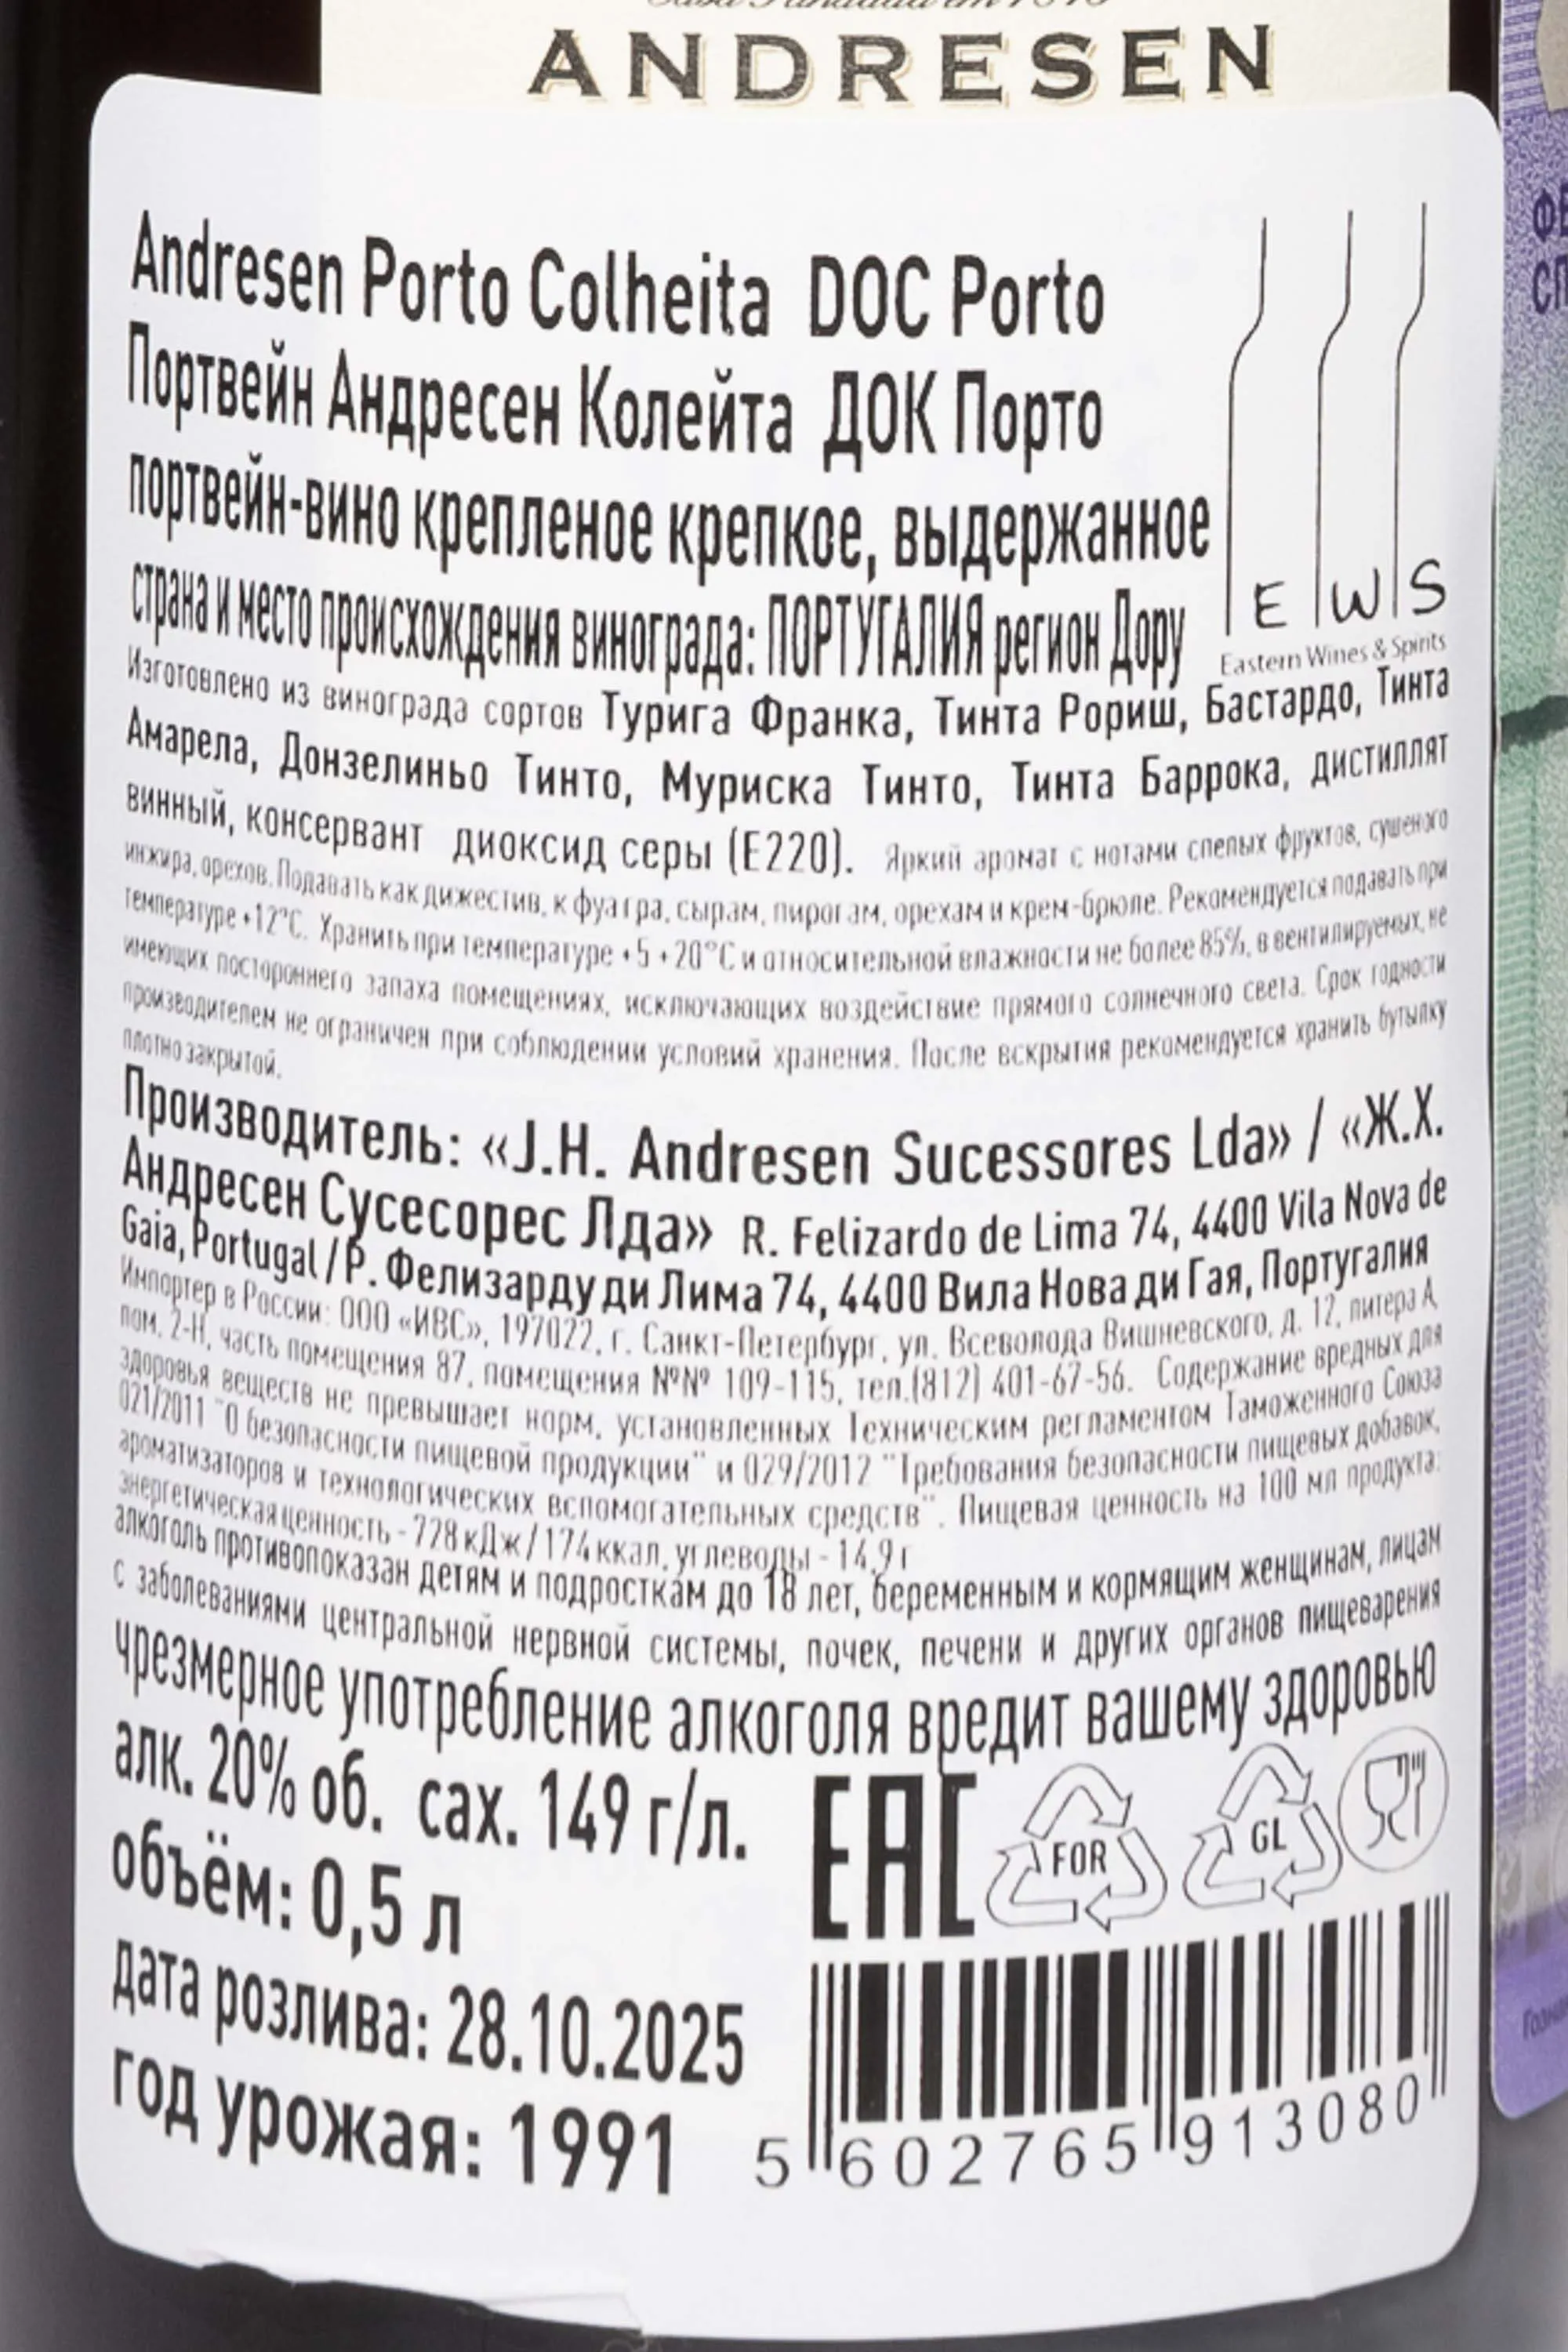 ANDRESEN
Andresen Porto Colheita DOC Porto
Портвейн Андресен Колейта ДОК Порто
портвейн-вино крепленое крепкое, выдержанное
страна и место происхождения винограда: ПОРТУГАЛИЯ регион Дору
E W S
Eastern Wines & Spirits
Изготовлено из винограда сортов Турига Франка, Тинта Рориш, Бастардо, Тинта
Амарела, Донзелиньо Тинто, Муриска Тинто, Тинта Баррока, дистиллят
винный, консервант диоксид серы (Е220). Яркий аромат с нотами спелых фруктов, сушеного
инжира, орехов. Подавать как дижестив, к фуагра, сырам, пирогам, орехам и крем-брюле. Рекомендуется подавать при
температуре +12°С. Хранить при температуре +5 +20°С и относительной влажности не более 85%, в вентилируемых, не
имеющих постороннего запаха помещениях, исключающих воздействие прямого солнечного света. Срок годности
производителем не ограничен при соблюдении условий хранения. После вскрытия рекомендуется хранить бутылку
плотно закрытой.
Производитель: «J.H. Andresen Sucessores Lda» / «Ж.Х.
Андресен Сусесорес Лда» R. Felizardo de Lima 74, 4400 Vila Nova de
Gaia, Portugal / Р. Фелизарду ди Лима 74, 4400 Вила Нова ди Гая, Португалия
Импортер в России: ООО «ИВС», 197022, г. Санкт-Петербург, ул. Всеволода Вишневского, д. 12, литера А,
пом. 2-Н, часть помещения 87, помещения №№ 109-115, тел.(812) 401-67-56. Содержание вредных для
здоровья веществ не превышает норм, установленных Техническим регламентом Таможенного Союза
021/2011 "О безопасности пищевой продукции" и 029/2012 "Требования безопасности пищевых добавок,
ароматизаторов и технологических вспомогательных средств". Пищевая ценность на 100 мл продукта:
энергетическая ценность - 728 кДж / 174 ккал, углеводы - 14,9 г
алкоголь противопоказан детям и подросткам до 18 лет, беременным и кормящим женщинам, лицам
с заболеваниями центральной нервной системы, почек, печени и других органов пищеварения
чрезмерное употребление алкоголя вредит вашему здоровью
алк. 20% об. сах. 149 г/л.
EAC FOR GL
объём: 0,5 л
дата розлива: 28.10.2025
год урожая: 1991
5 602765 913080